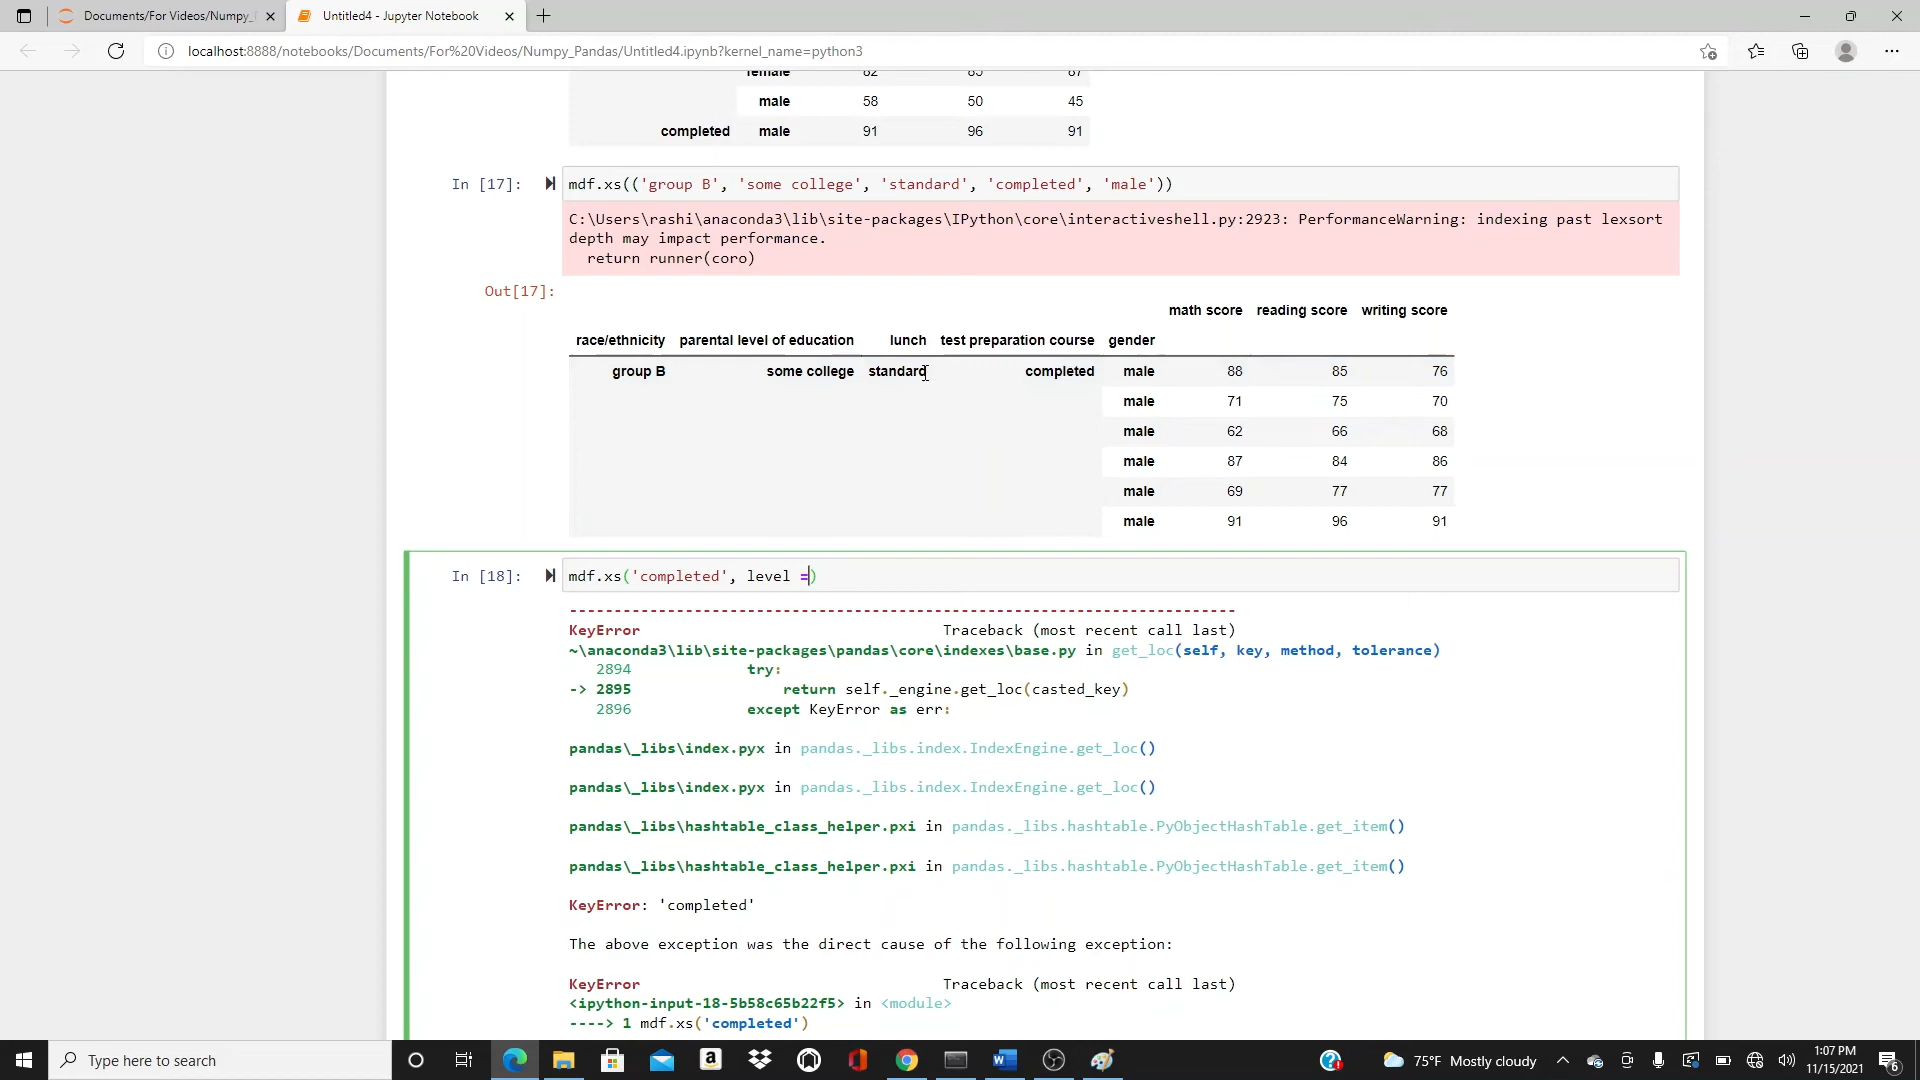 Documents/For Videos/Numpy_
Untitled4 - Jupyter Notebook
localhost:8888/notebooks/Documents/For%20Videos/Numpy_Pandas/Untitled4.ipynb?kernel_name=python3
female 82 85 87
male 58 50 45
completed male 91 96 91
In [17]: mdf.xs(('group B', 'some college', 'standard', 'completed', 'male'))
C:\Users\rashi\anaconda3\lib\site-packages\IPython\core\interactiveshell.py:2923: PerformanceWarning: indexing past lexsort
depth may impact performance.
return runner(coro)
Out[17]:
math score reading score writing score
race/ethnicity parental level of education lunch test preparation course gender
group B some college standard completed male 88 85 76
male 71 75 70
male 62 66 68
male 87 84 86
male 69 77 77
male 91 96 91
In [18]: mdf.xs('completed', level =)
---------------------------------------------------------------------------
KeyError Traceback (most recent call last)
~\anaconda3\lib\site-packages\pandas\core\indexes\base.py in get_loc(self, key, method, tolerance)
2894 try:
-> 2895 return self._engine.get_loc(casted_key)
2896 except KeyError as err:
pandas\_libs\index.pyx in pandas._libs.index.IndexEngine.get_loc()
pandas\_libs\index.pyx in pandas._libs.index.IndexEngine.get_loc()
pandas\_libs\hashtable_class_helper.pxi in pandas._libs.hashtable.PyObjectHashTable.get_item()
pandas\_libs\hashtable_class_helper.pxi in pandas._libs.hashtable.PyObjectHashTable.get_item()
KeyError: 'completed'
The above exception was the direct cause of the following exception:
KeyError Traceback (most recent call last)
<ipython-input-18-5b58c65b22f5> in <module>
----> 1 mdf.xs('completed')
Type here to search
75°F Mostly cloudy
1:07 PM
11/15/2021
6